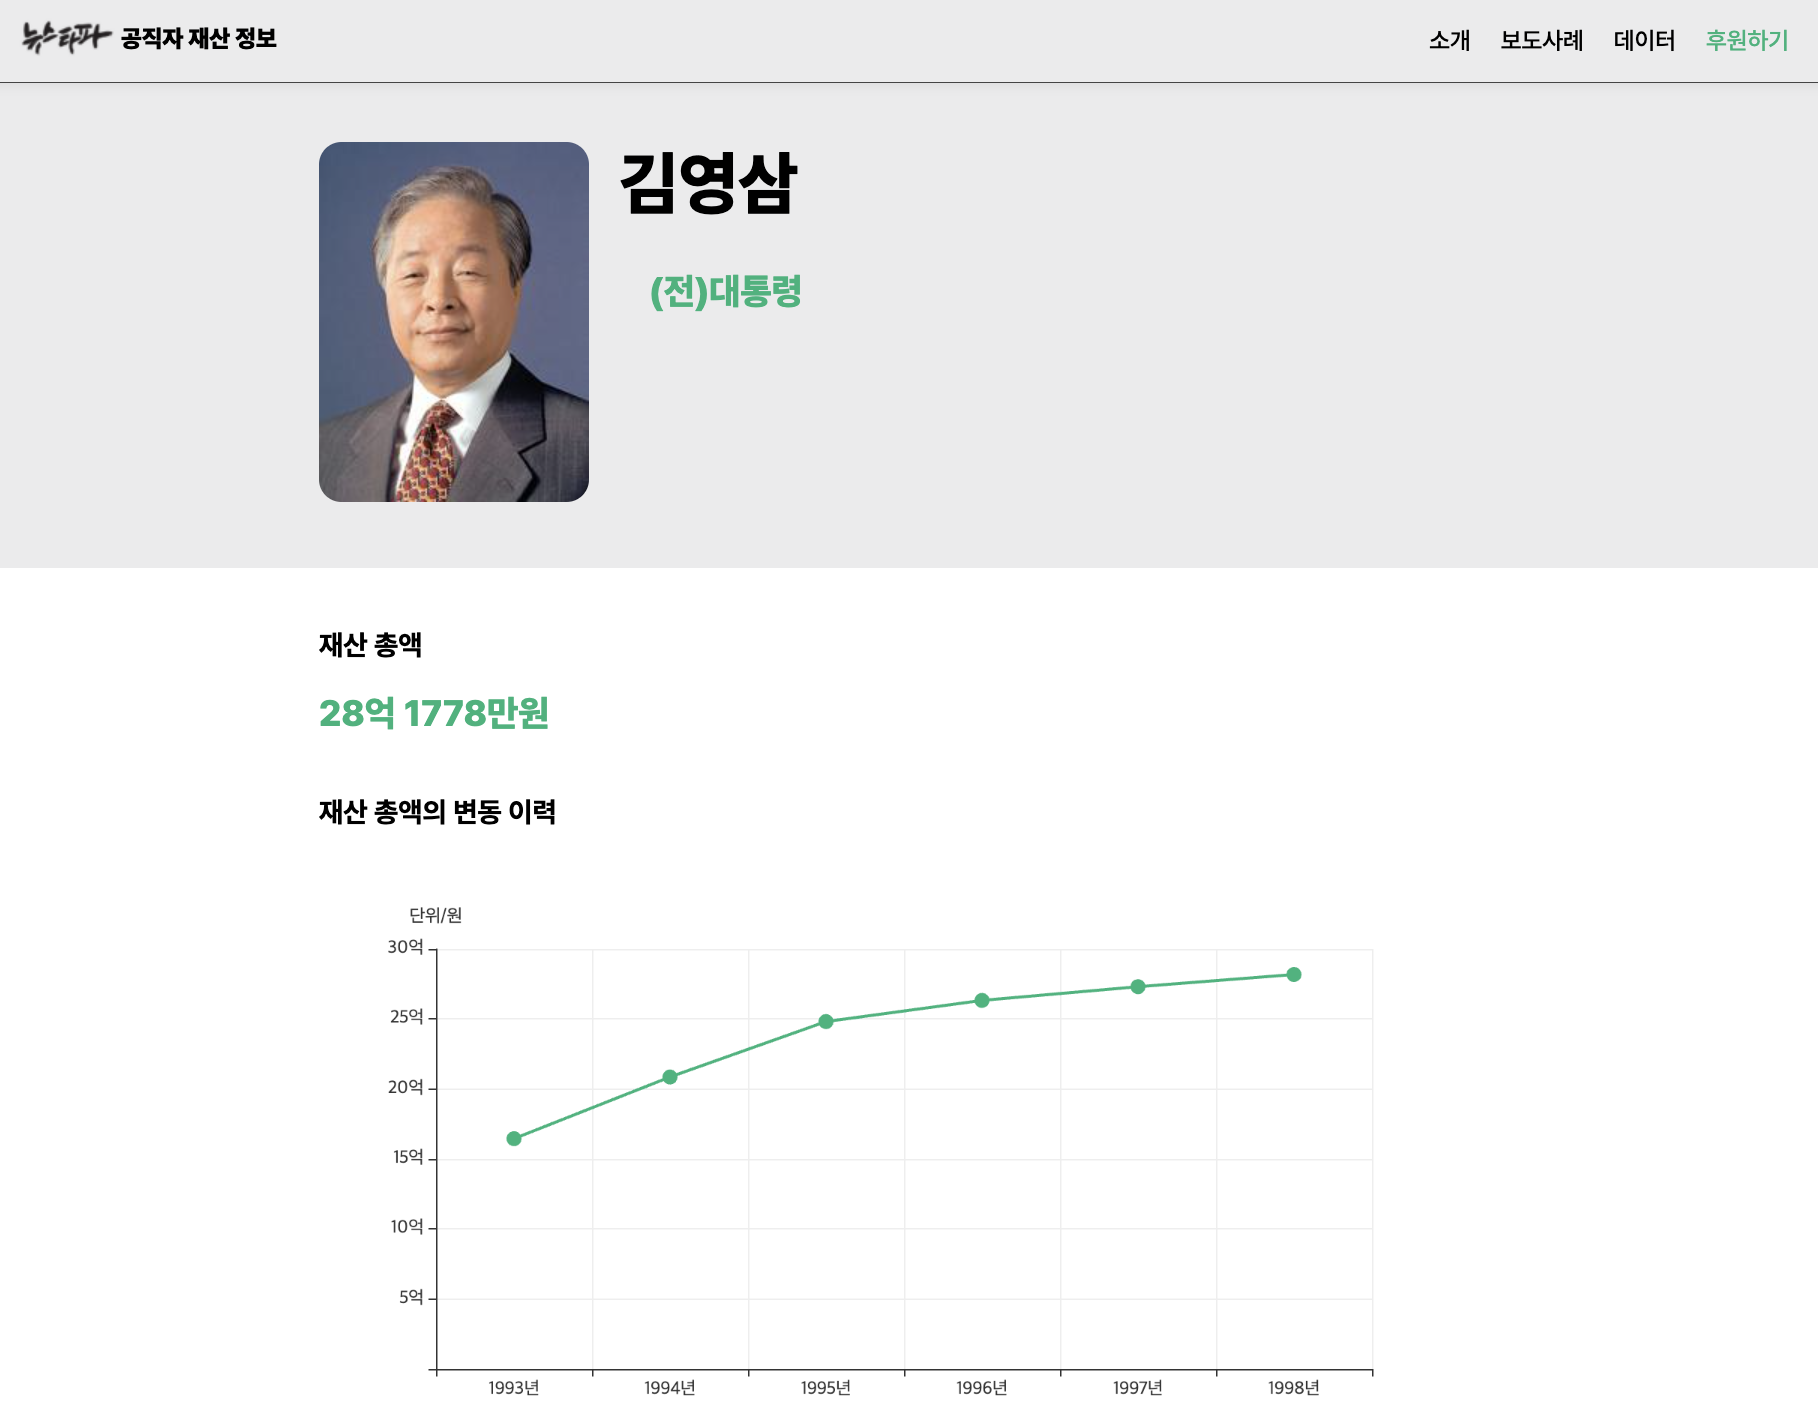 뉴스타파 공직자 재산 정보
소개 보도사례 데이터 후원하기
김영삼
(전)대통령
재산 총액
28억 1778만원
재산 총액의 변동 이력
단위/원
30억
25억
20억
15억
10억
5억
1993년 1994년 1995년 1996년 1997년 1998년